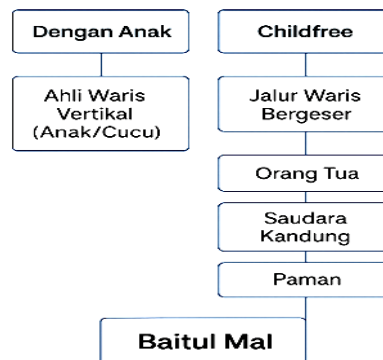 Dengan Anak
Ahli Waris
Vertikal
(Anak/Cucu)
Childfree
Jalur Waris
Bergeser
Orang Tua
Saudara
Kandung
Paman
Baitul Mal